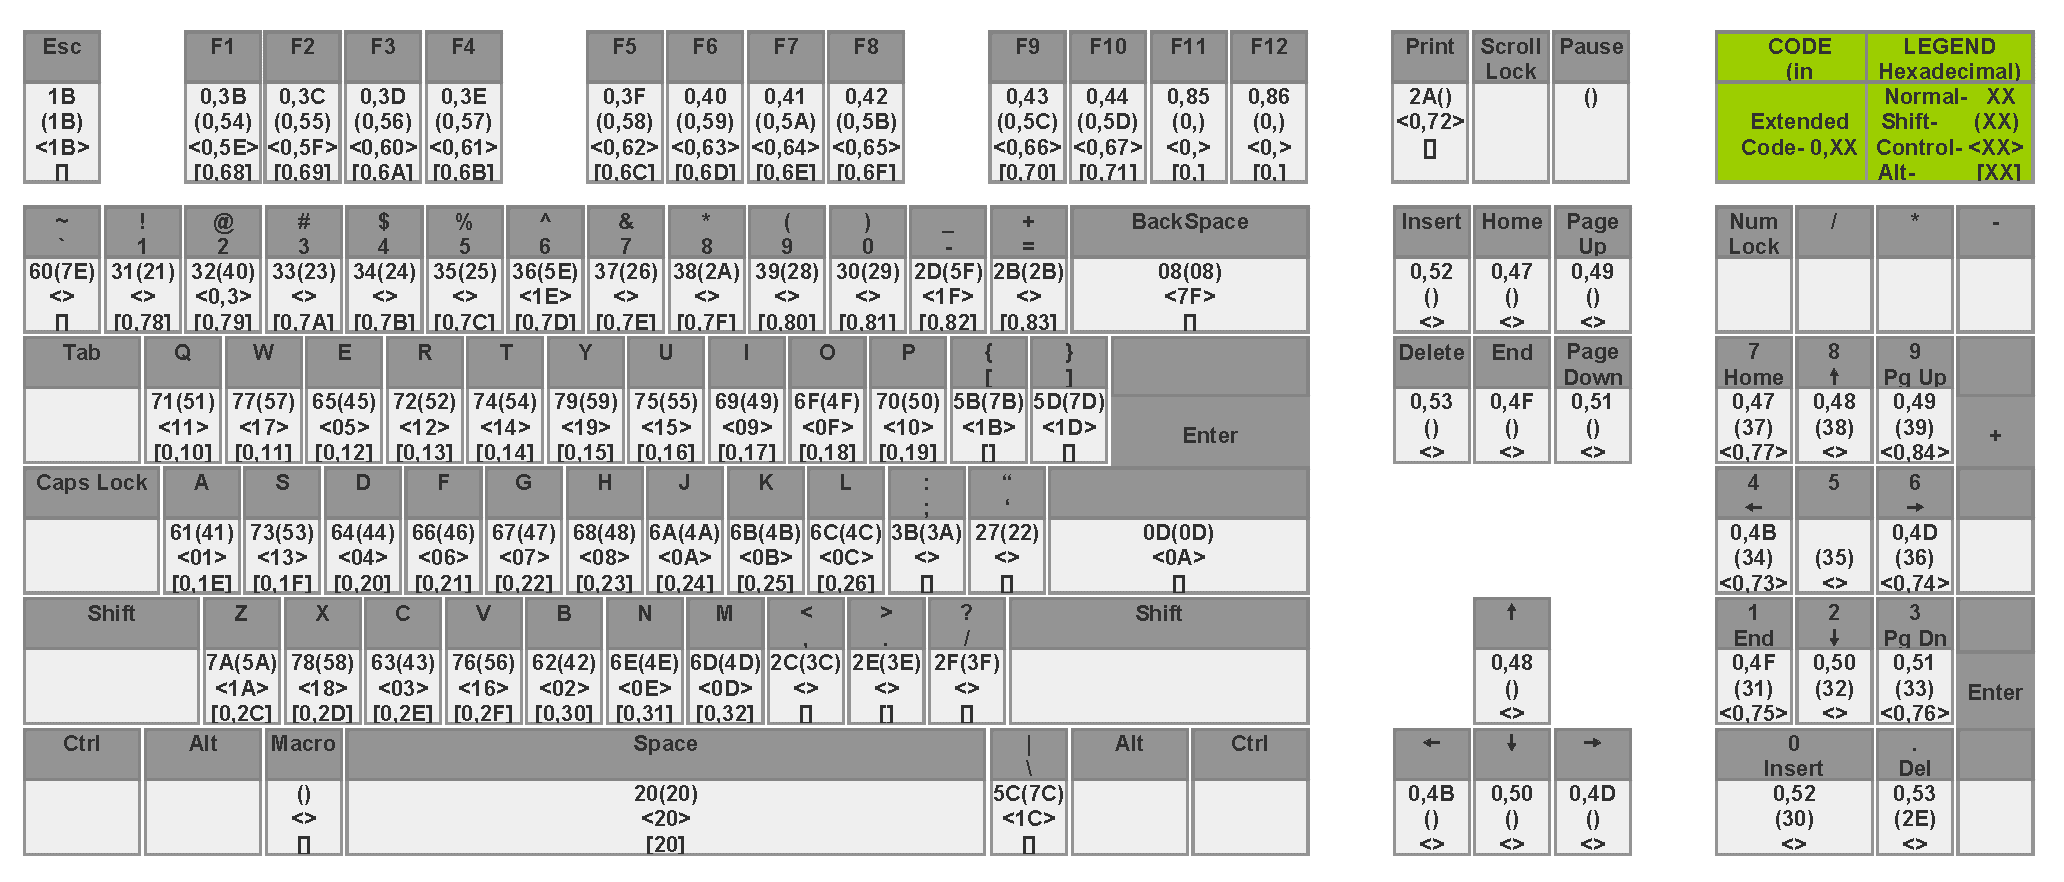 Esc F1 F2 F3 F4 F5 F6 F7 F8 F9 F10 F11 F12 Print Scroll Pause CODE LEGEND
Lock (in Hexadecimal)
1B 0,3B 0,3C 0,3D 0,3E 0,3F 0,40 0,41 0,42 0,43 0,44 0,85 0,86 2A() () Normal- XX
(1B) (0,54) (0,55) (0,56) (0,57) (0,58) (0,59) (0,5A) (0,5B) (0,5C) (0,5D) (0,) (0,) <0,72> Extended Shift- (XX)
<1B> <0,5E> <0,5F> <0,60> <0,61> <0,62> <0,63> <0,64> <0,65> <0,66> <0,67> <0,> <0,> [] Code- 0,XX Control- <XX>
[] [0,68] [0,69] [0,6A] [0,6B] [0,6C] [0,6D] [0,6E] [0,6F] [0,70] [0,71] [0,] [0,] Alt- [XX]
~ ! @ # $ % ^ & * ( ) _ + BackSpace Insert Home Page Num / * -
` 1 2 3 4 5 6 7 8 9 0 - = Up Lock
60(7E) 31(21) 32(40) 33(23) 34(24) 35(25) 36(5E) 37(26) 38(2A) 39(28) 30(29) 2D(5F) 2B(2B) 08(08) 0,52 0,47 0,49
<> <> <0,3> <> <> <> <1E> <> <> <> <> <1F> <> <7F> () () ()
[] [0,78] [0,79] [0,7A] [0,7B] [0,7C] [0,7D] [0,7E] [0,7F] [0,80] [0,81] [0,82] [0,83] [] <> <> <>
Tab Q W E R T Y U I O P { } Delete End Page 7 8 9
[ ] Down Home ↑ Pg Up
71(51) 77(57) 65(45) 72(52) 74(54) 79(59) 75(55) 69(49) 6F(4F) 70(50) 5B(7B) 5D(7D) 0,53 0,4F 0,51 0,47 0,48 0,49
<11> <17> <05> <12> <14> <19> <15> <09> <0F> <10> <1B> <1D> Enter () () () (37) (38) (39) +
[0,10] [0,11] [0,12] [0,13] [0,14] [0,15] [0,16] [0,17] [0,18] [0,19] [] [] <> <> <> <0,77> <> <0,84>
Caps Lock A S D F G H J K L : “ 4 5 6
; ‘ ← →
61(41) 73(53) 64(44) 66(46) 67(47) 68(48) 6A(4A) 6B(4B) 6C(4C) 3B(3A) 27(22) 0D(0D) 0,4B 0,4D
<01> <13> <04> <06> <07> <08> <0A> <0B> <0C> <> <> <0A> (34) (35) (36)
[0,1E] [0,1F] [0,20] [0,21] [0,22] [0,23] [0,24] [0,25] [0,26] [] [] [] <0,73> <> <0,74>
Shift Z X C V B N M < > ? Shift ↑ 1 2 3
, . / End ↓ Pg Dn
7A(5A) 78(58) 63(43) 76(56) 62(42) 6E(4E) 6D(4D) 2C(3C) 2E(3E) 2F(3F) 0,48 0,4F 0,50 0,51
<1A> <18> <03> <16> <02> <0E> <0D> <> <> <> () (31) (32) (33) Enter
[0,2C] [0,2D] [0,2E] [0,2F] [0,30] [0,31] [0,32] [] [] [] <> <0,75> <> <0,76>
Ctrl Alt Macro Space | Alt Ctrl ← ↓ → 0 .
\ Insert Del
() 20(20) 5C(7C) 0,4B 0,50 0,4D 0,52 0,53
<> <20> <1C> () () () (30) (2E)
[] [20] [] <> <> <> <> <>